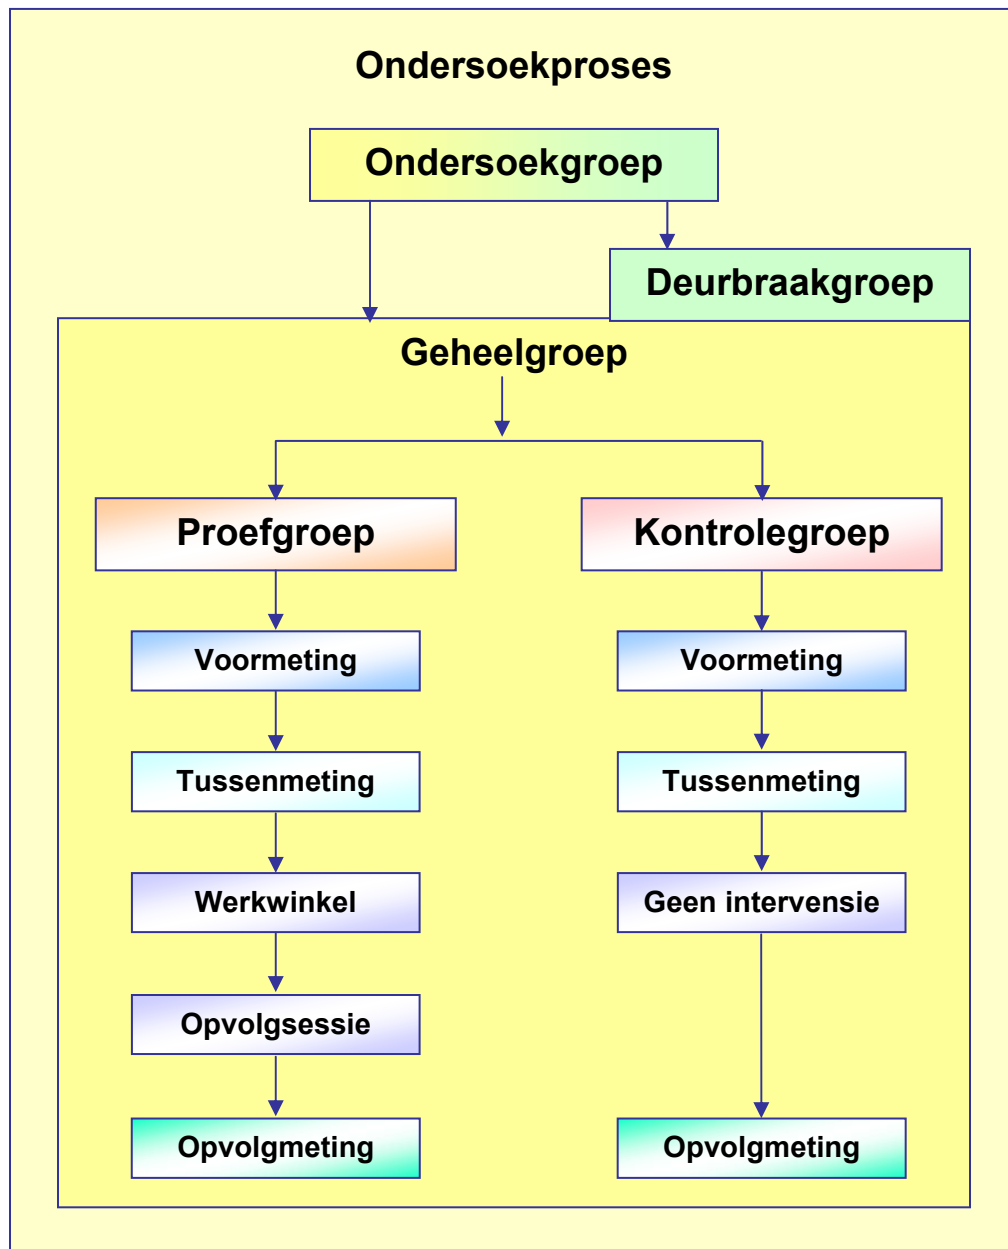 Ondersoekproses
Ondersoekgroep
Deurbraakgroep
Geheelgroep
Proefgroep
Kontrolegroep
Voormeting
Voormeting
Tussenmeting
Tussenmeting
Werkwinkel
Geen intervensie
Opvolgsessie
Opvolgmeting
Opvolgmeting